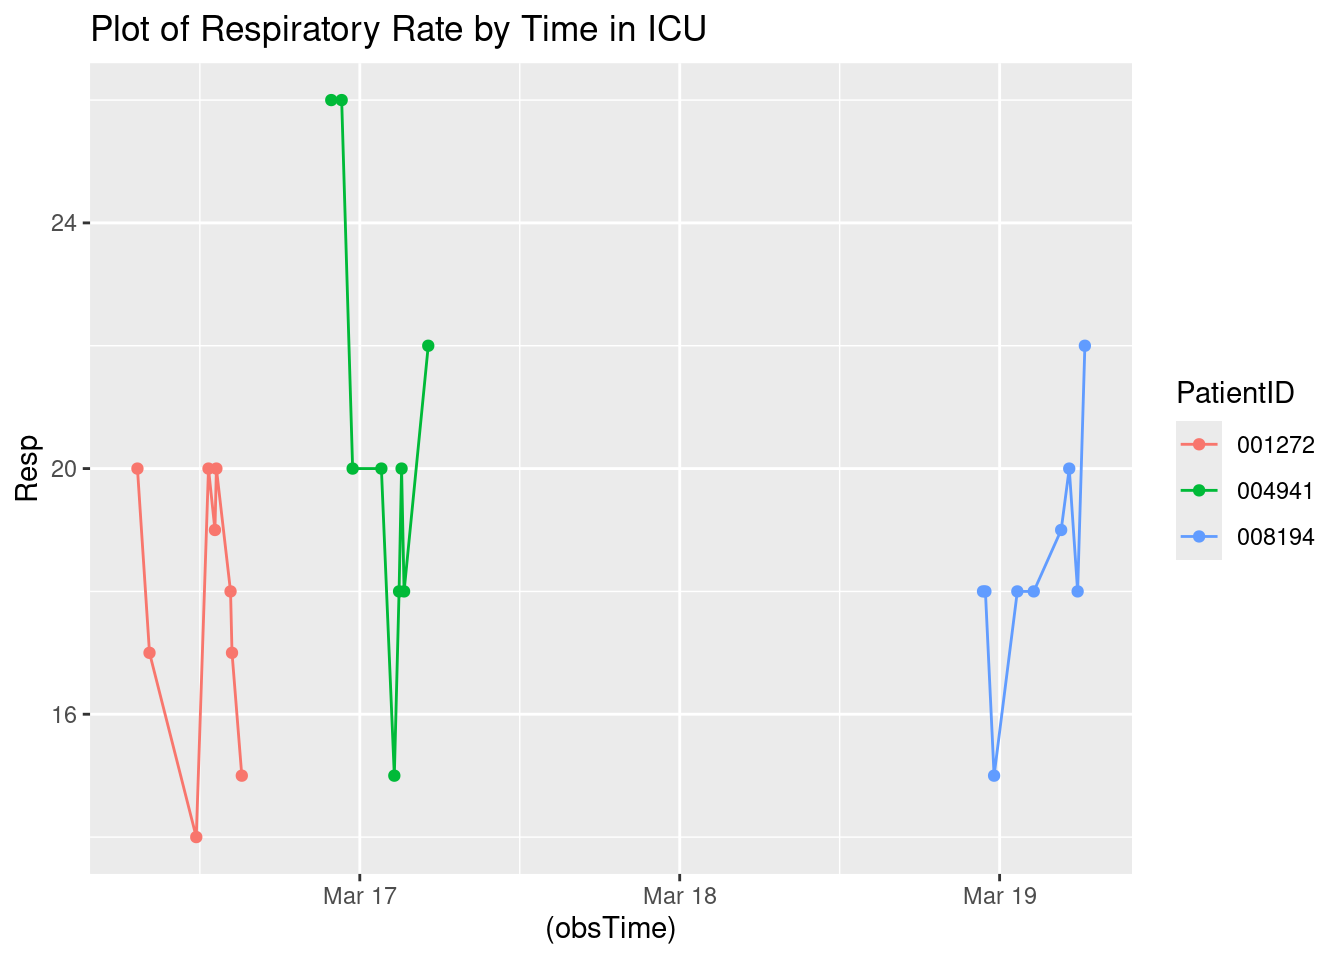 Plot of Respiratory Rate by Time in ICU
24
20
16
Resp
Mar 17
Mar 18
Mar 19
(obsTime)
PatientID
001272
004941
008194